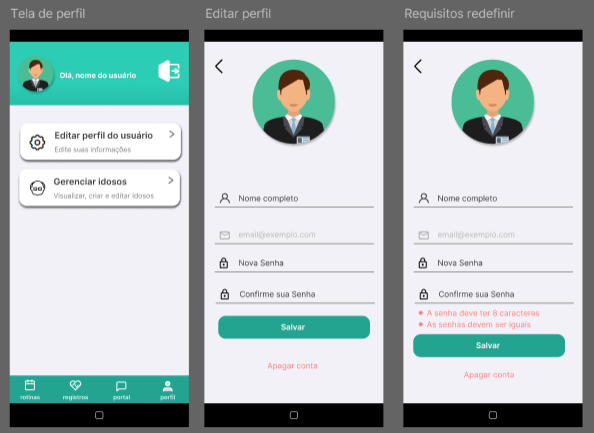 Tela de perfil
Olá, nome do usuário
Editar perfil do usuário
Edite suas informações
Gerenciar idosos
Visualizar, criar e editar idosos
rotinas
registros
portal
perfil
Editar perfil
Nome completo
email@exemplo.com
Nova Senha
Confirme sua Senha
Salvar
Apagar conta
Requisitos redefinir
Nome completo
email@exemplo.com
Nova Senha
Confirme sua Senha
A senha deve ter 8 caracteres
As senhas devem ser iguais
Salvar
Apagar conta